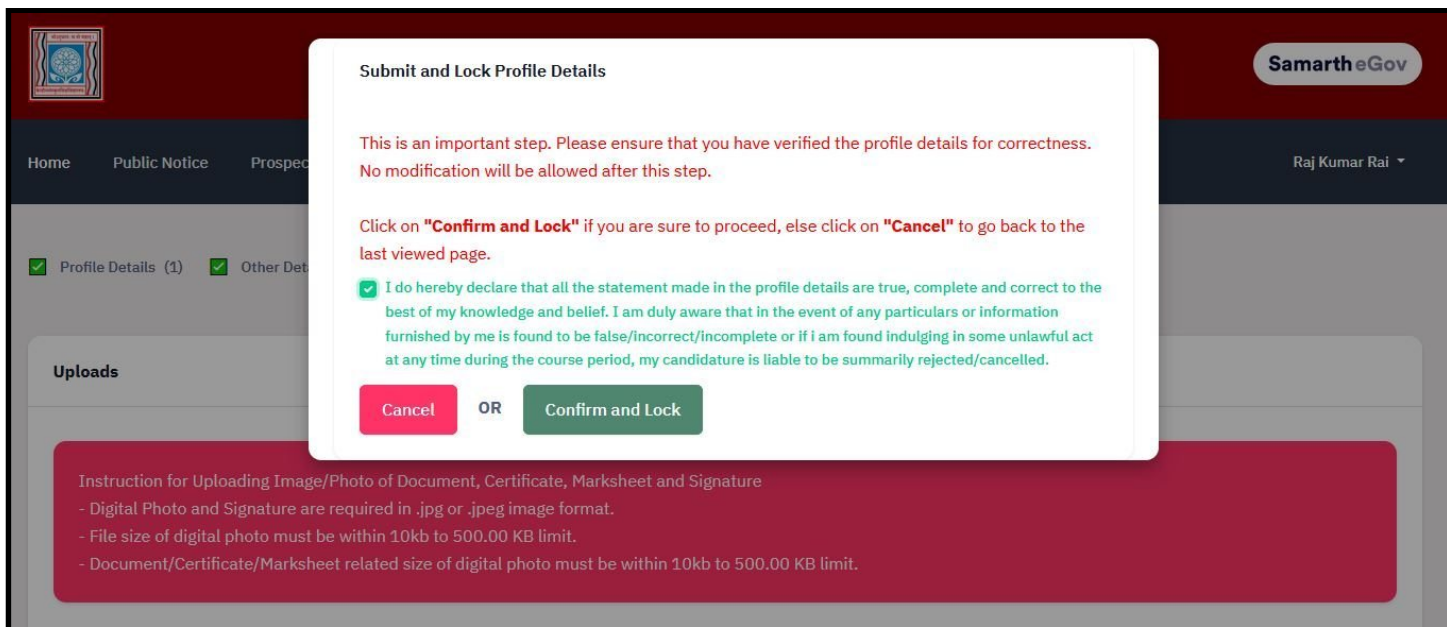 Samarth eGov
Home Public Notice Prospec
Raj Kumar Rai
Submit and Lock Profile Details
This is an important step. Please ensure that you have verified the profile details for correctness.
No modification will be allowed after this step.
Click on "Confirm and Lock" if you are sure to proceed, else click on "Cancel" to go back to the
last viewed page.
I do hereby declare that all the statement made in the profile details are true, complete and correct to the
best of my knowledge and belief. I am duly aware that in the event of any particulars or information
furnished by me is found to be false/incorrect/incomplete or if i am found indulging in some unlawful act
at any time during the course period, my candidature is liable to be summarily rejected/cancelled.
Cancel OR Confirm and Lock
Profile Details (1) Other Det
Uploads
Instruction for Uploading Image/Photo of Document, Certificate, Marksheet and Signature
- Digital Photo and Signature are required in .jpg or .jpeg image format.
- File size of digital photo must be within 10kb to 500.00 KB limit.
- Document/Certificate/Marksheet related size of digital photo must be within 10kb to 500.00 KB limit.